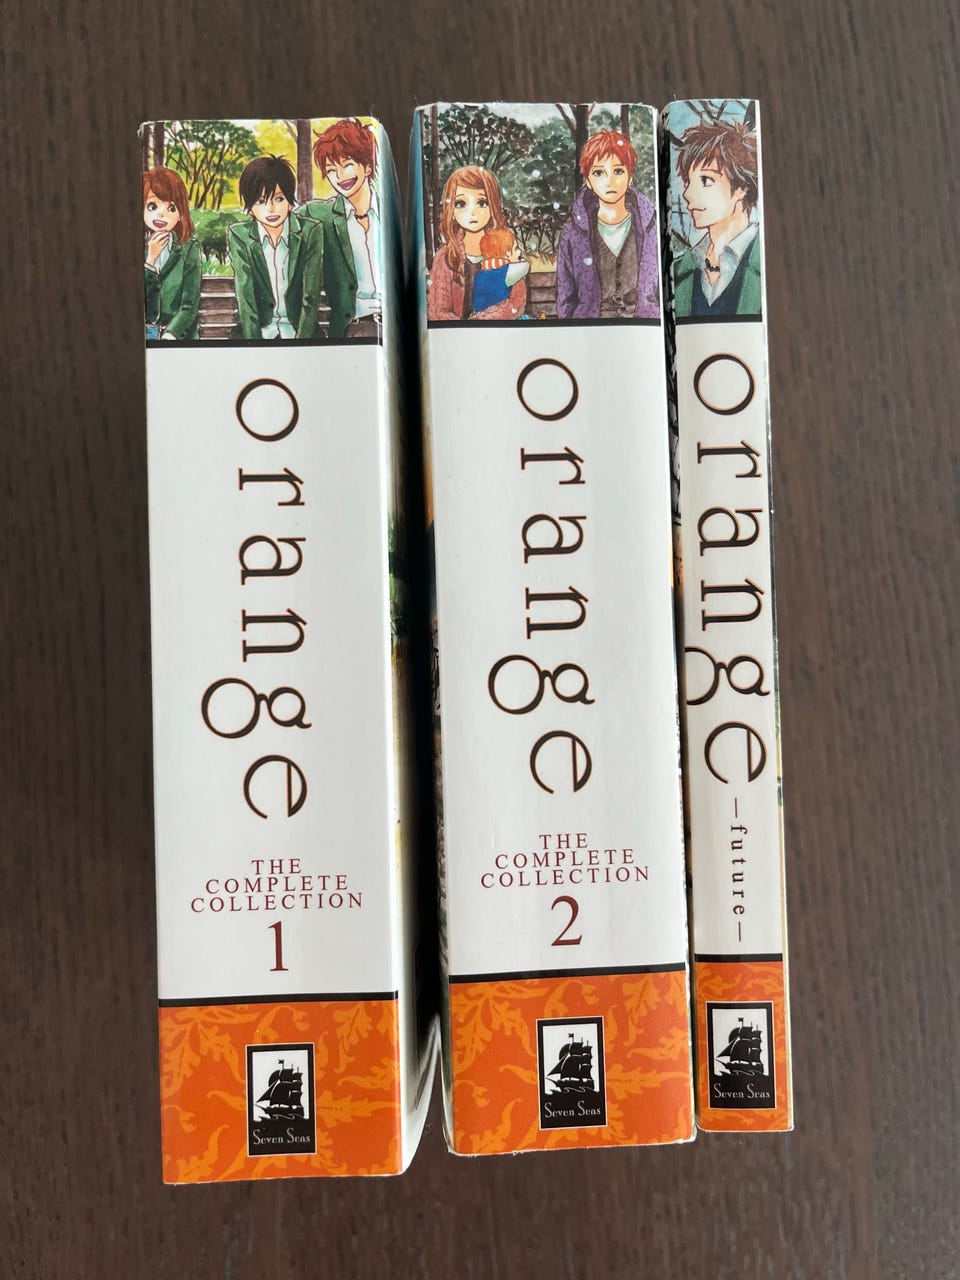 orange
THE
COMPLETE
COLLECTION
1
Seven Seas
orange
THE
COMPLETE
COLLECTION
2
Seven Seas
orange
—future—
Seven Seas